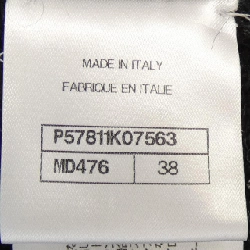 MADE IN ITALY
FABRIQUE EN ITALIE
P57811K07563
MD476 38